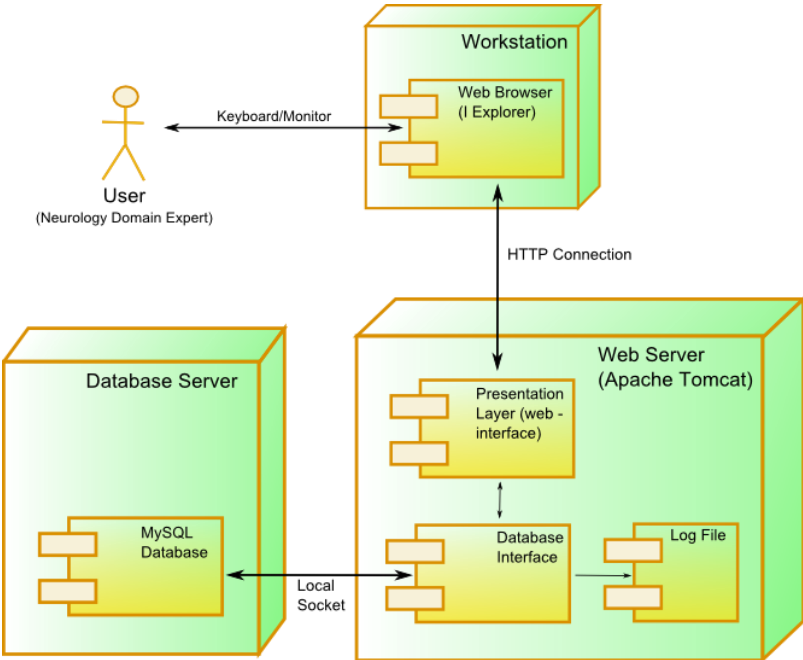 Workstation
Web Browser
(I Explorer)
Keyboard/Monitor
User
(Neurology Domain Expert)
HTTP Connection
Web Server
(Apache Tomcat)
Database Server
Presentation
Layer (web -
interface)
MySQL
Database
Database
Interface
Log File
Local
Socket